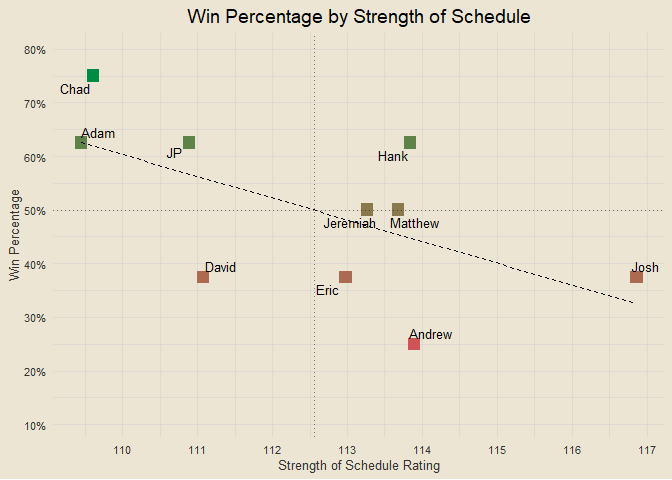 Win Percentage by Strength of Schedule
Win Percentage
80%
70%
60%
50%
40%
30%
20%
10%
Chad
Adam
JP
Hank
Jeremiah
Matthew
David
Josh
Eric
Andrew
110 111 112 113 114 115 116 117
Strength of Schedule Rating